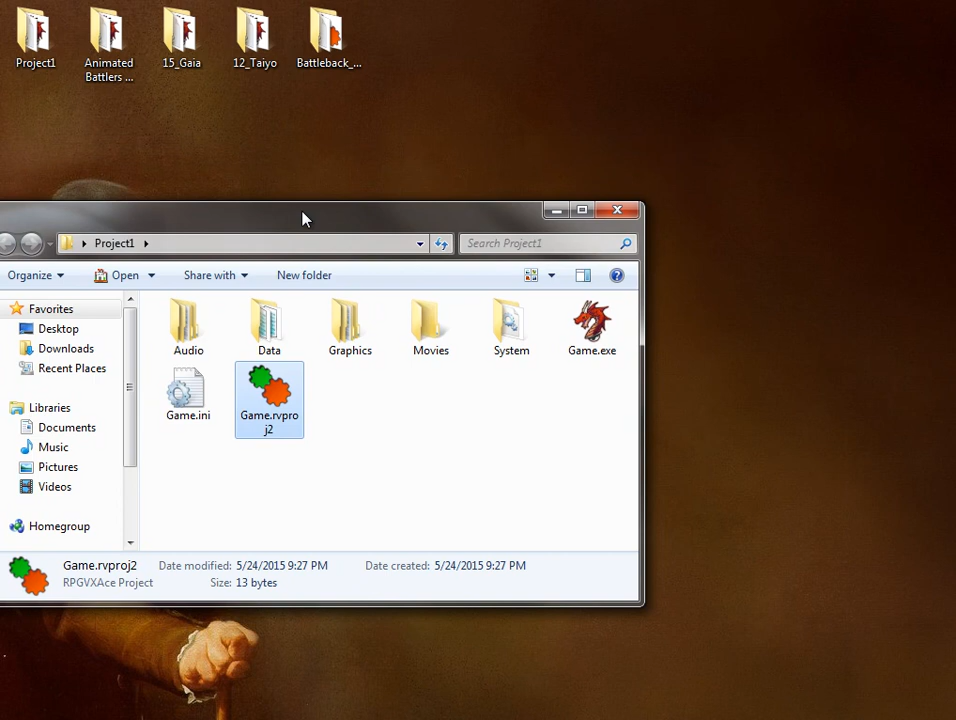 Project1
Animated
Battlers ...
15_Gaia
12_Taiyo
Battleback_...
Project1
Search Project1
Organize
Open
Share with
New folder
Favorites
Desktop
Downloads
Recent Places
Libraries
Documents
Music
Pictures
Videos
Homegroup
Audio
Data
Graphics
Movies
System
Game.exe
Game.ini
Game.rvpro
j2
Game.rvproj2
Date modified: 5/24/2015 9:27 PM
Date created: 5/24/2015 9:27 PM
RPGVXAce Project
Size: 13 bytes